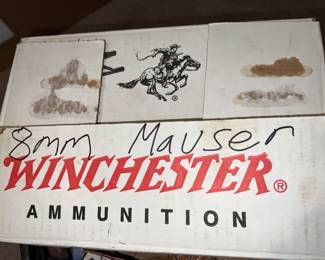 ®
8mm Mauser
WINCHESTER®
AMMUNITION